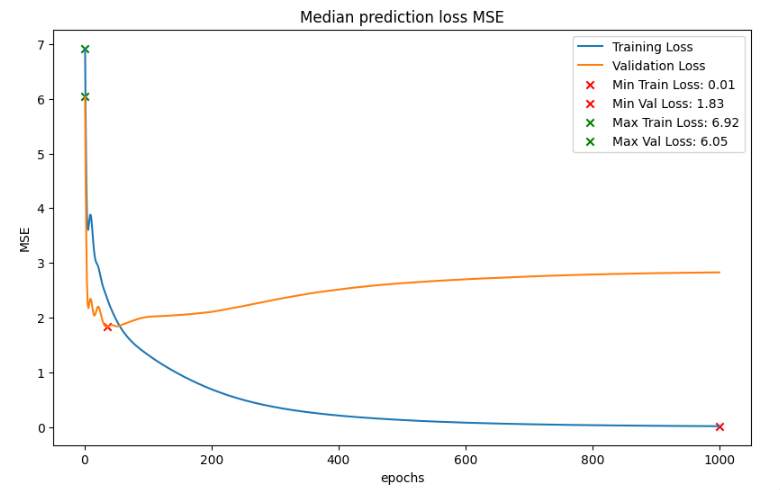 Median prediction loss MSE
Training Loss
Validation Loss
Min Train Loss: 0.01
Min Val Loss: 1.83
Max Train Loss: 6.92
Max Val Loss: 6.05
7
6
5
4
3
2
1
0
MSE
0 200 400 600 800 1000
epochs